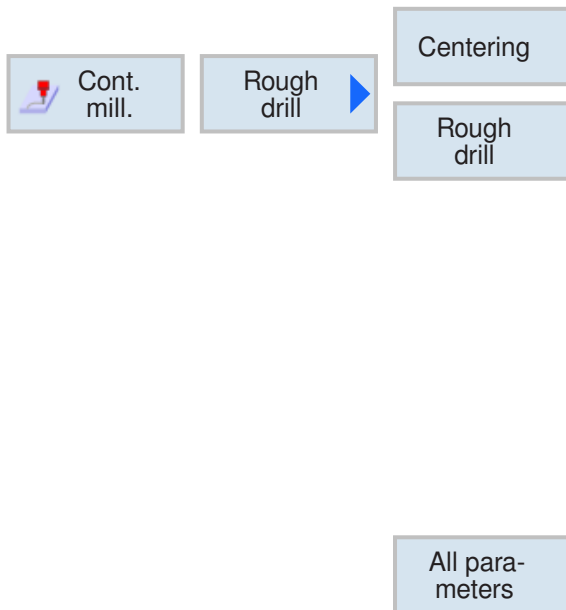 Cont.
mill.
Rough
drill
Centering
Rough
drill
All para-
meters